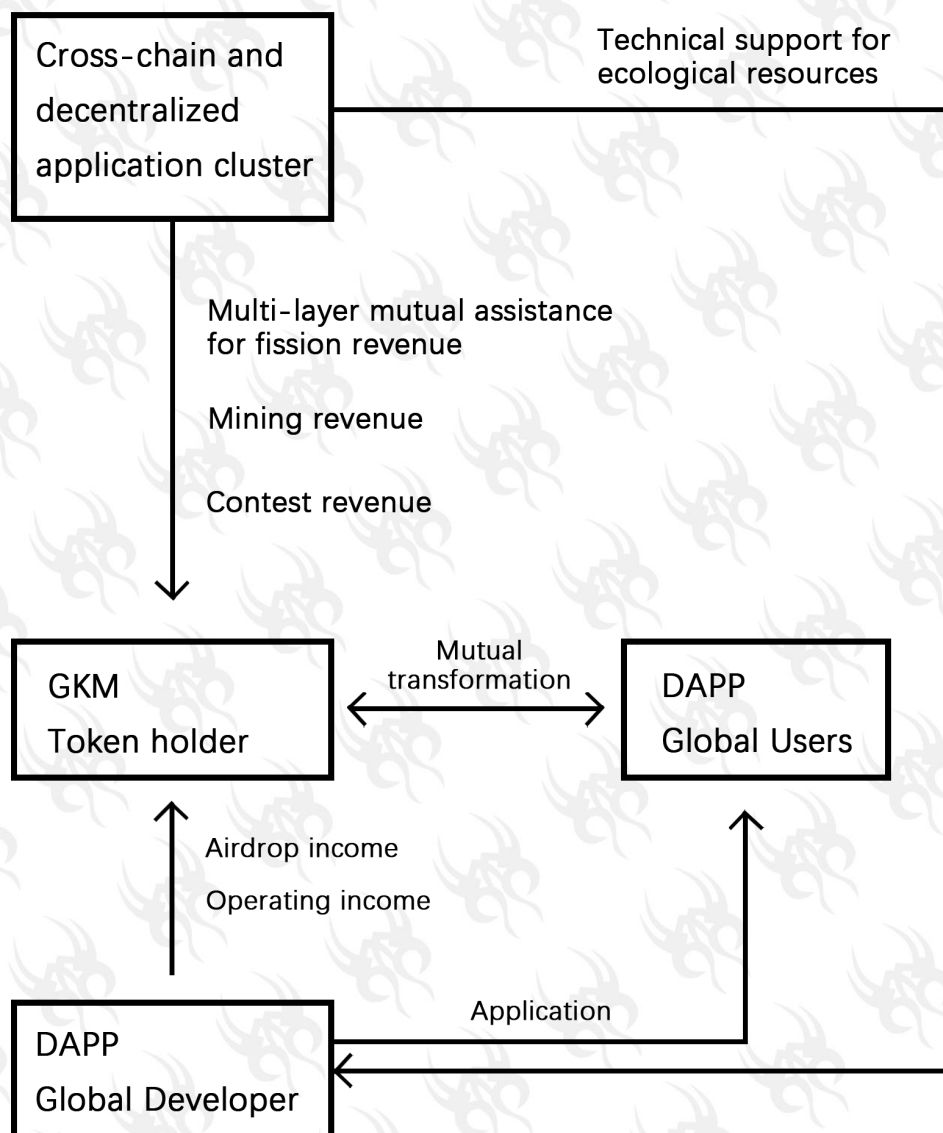 Cross-chain and
decentralized
application cluster
Technical support for
ecological resources
Multi-layer mutual assistance
for fission revenue
Mining revenue
Contest revenue
GKM
Token holder
Mutual
transformation
DAPP
Global Users
Airdrop income
Operating income
Application
DAPP
Global Developer